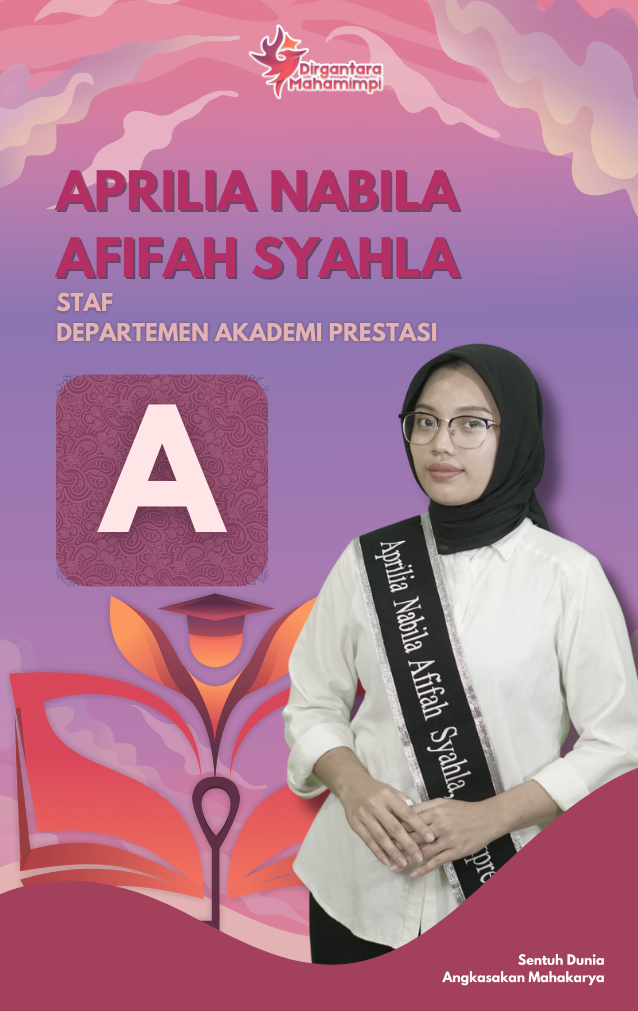 Dirgantara
Mahamimpi
APRILIA NABILA
AFIFAH SYAHLA
STAF
DEPARTEMEN AKADEMI PRESTASI
A
Aprilia Nabila Afifah Syahla,
Sentuh Dunia
Angkasakan Mahakarya